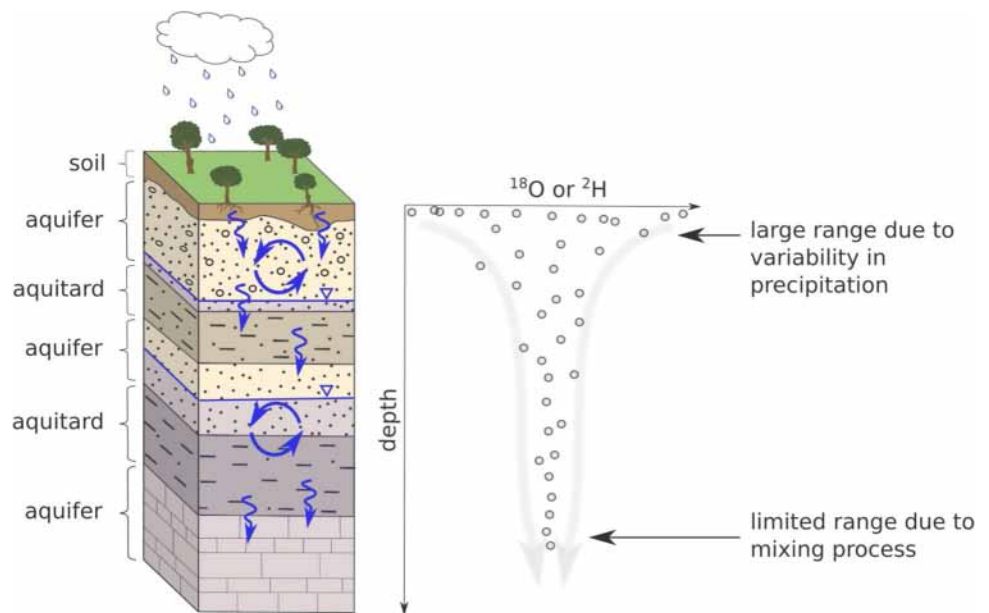 soil
aquifer
aquitard
aquifer
aquitard
aquifer
¹⁸O or ²H
depth
large range due to
variability in
precipitation
limited range due to
mixing process